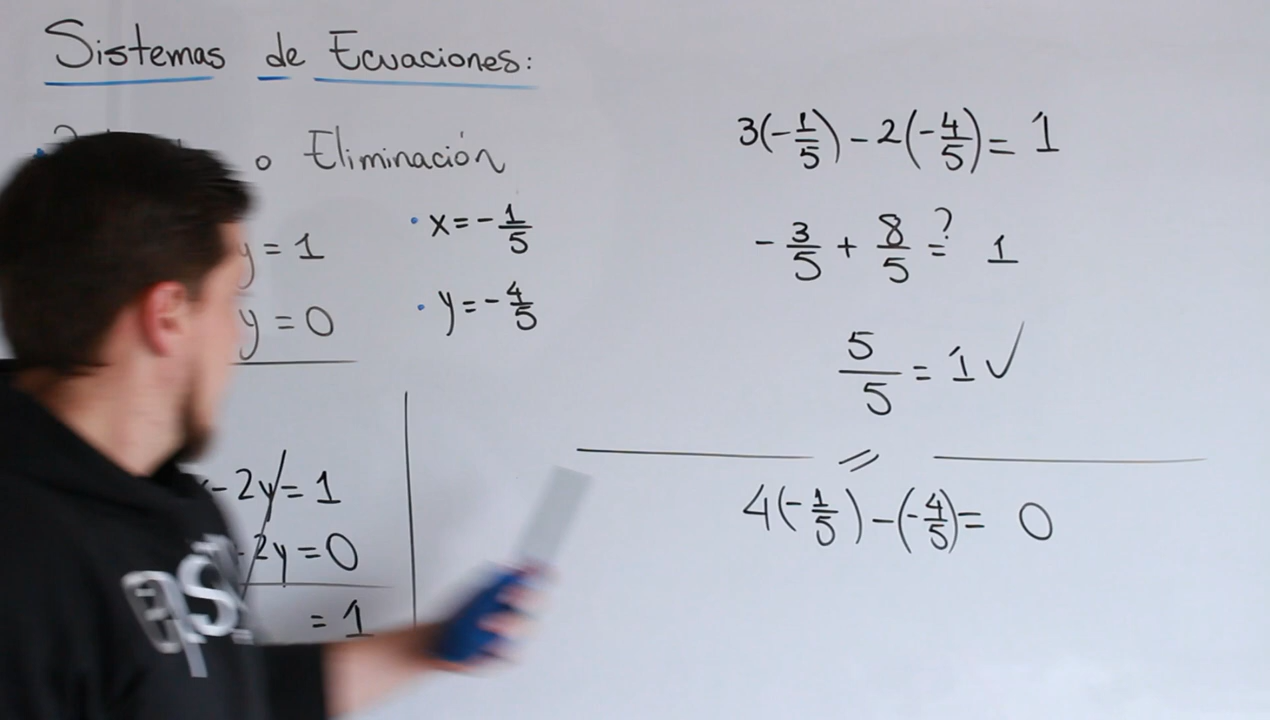 Sistemas de Ecuaciones:
o Eliminación
y = 1
y = 0
• x = -1/5
• y = -4/5
-2y = 1
-2y = 0
= 1
3(-1/5) - 2(-4/5) = 1
-3/5 + 8/5 =? 1
5/5 = 1 ✓
4(-1/5) - (-4/5) = 0